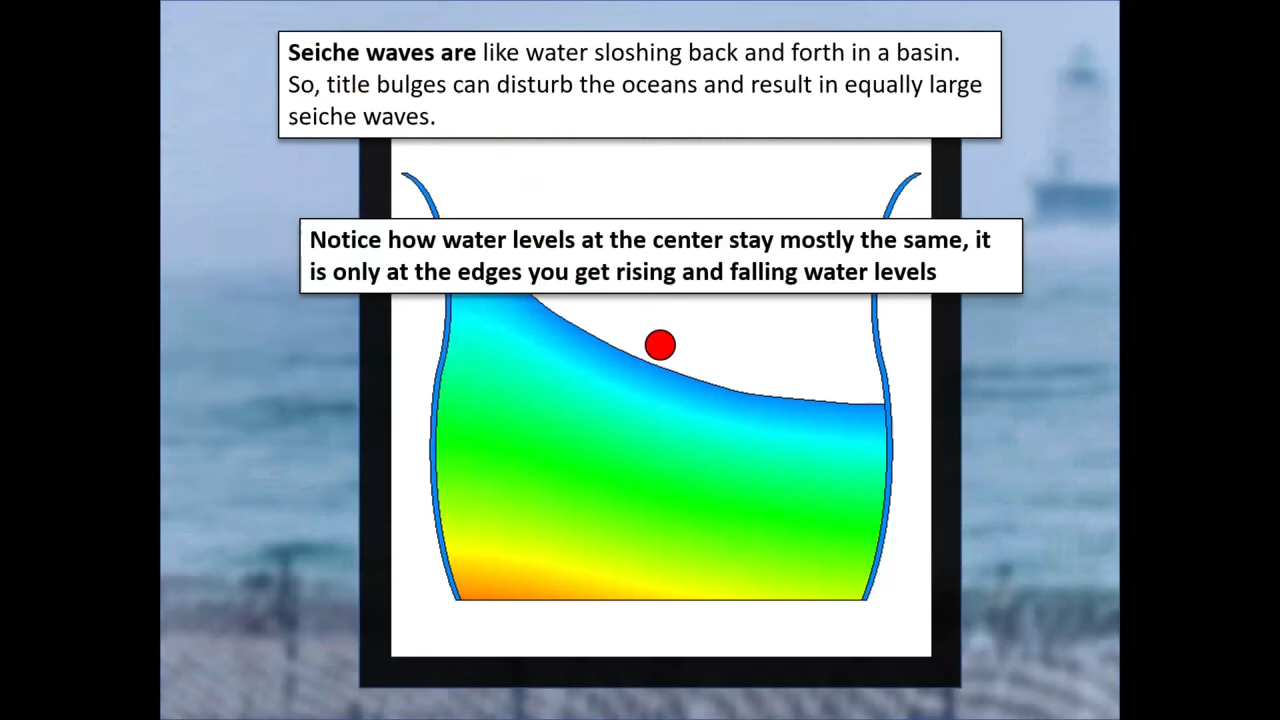 Seiche waves are like water sloshing back and forth in a basin.
So, title bulges can disturb the oceans and result in equally large
seiche waves.
Notice how water levels at the center stay mostly the same, it
is only at the edges you get rising and falling water levels